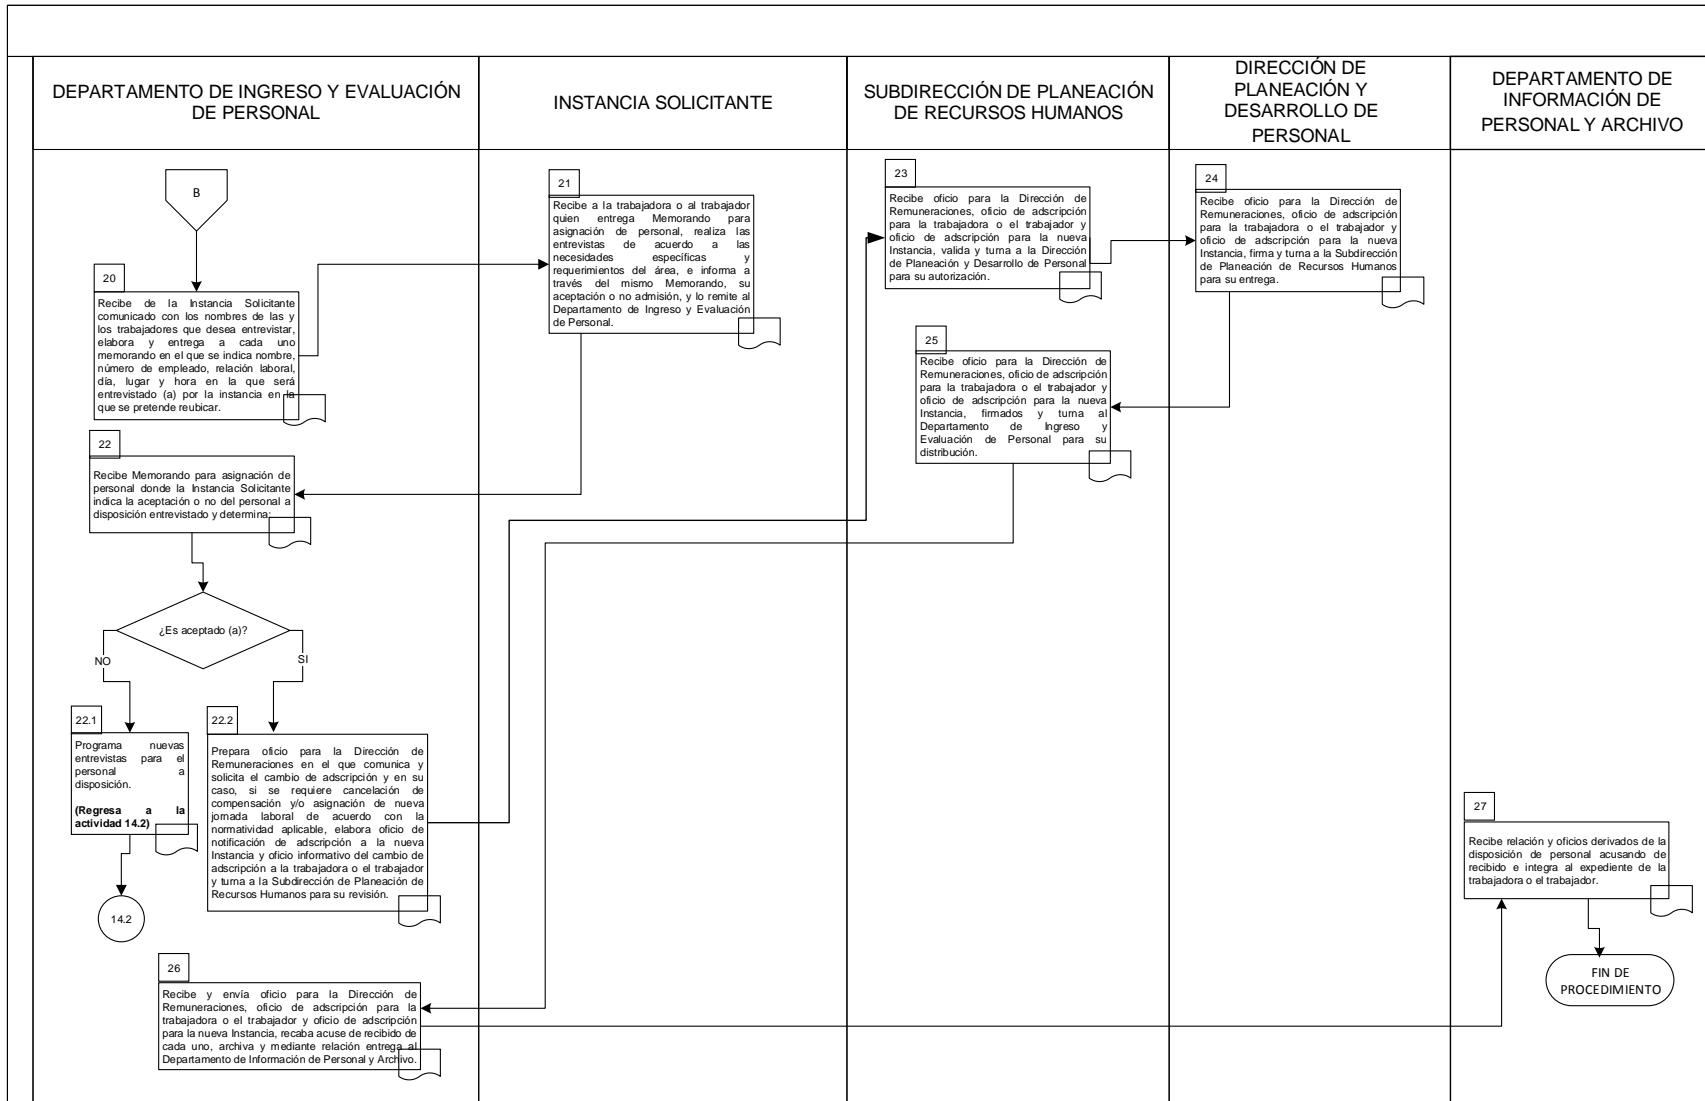 DEPARTAMENTO DE INGRESO Y EVALUACIÓN
DE PERSONAL
INSTANCIA SOLICITANTE
SUBDIRECCIÓN DE PLANEACIÓN
DE RECURSOS HUMANOS
DIRECCIÓN DE
PLANEACIÓN Y
DESARROLLO DE
PERSONAL
DEPARTAMENTO DE
INFORMACIÓN DE
PERSONAL Y ARCHIVO
B
20
Recibe de la Instancia Solicitante
comunicado con los nombres de las y
los trabajadores que desea entrevistar,
elabora y entrega a cada uno
memorando en el que se indica nombre,
número de empleado, relación laboral,
día, lugar y hora en la que será
entrevistado (a) por la instancia en la
que se pretende reubicar.
21
Recibe a la trabajadora o al trabajador
quien entrega Memorando para
asignación de personal, realiza las
entrevistas de acuerdo a las
necesidades específicas y
requerimientos del área, e informa a
través del mismo Memorando, su
aceptación o no admisión, y lo remite al
Departamento de Ingreso y Evaluación
de Personal.
22
Recibe Memorando para asignación de
personal donde la Instancia Solicitante
indica la aceptación o no del personal a
disposición entrevistado y determina:
¿Es aceptado (a)?
NO
SI
22.1
Programa nuevas
entrevistas para el
personal a
disposición.
(Regresa a la
actividad 14.2)
14.2
22.2
Prepara oficio para la Dirección de
Remuneraciones en el que comunica y
solicita el cambio de adscripción y en su
caso, si se requiere cancelación de
compensación y/o asignación de nueva
jornada laboral de acuerdo con la
normatividad aplicable, elabora oficio de
notificación de adscripción a la nueva
Instancia y oficio informativo del cambio de
adscripción a la trabajadora o el trabajador
y turna a la Subdirección de Planeación de
Recursos Humanos para su revisión.
23
Recibe oficio para la Dirección de
Remuneraciones, oficio de adscripción
para la trabajadora o el trabajador y
oficio de adscripción para la nueva
Instancia, valida y turna a la Dirección
de Planeación y Desarrollo de Personal
para su autorización.
24
Recibe oficio para la Dirección de
Remuneraciones, oficio de adscripción
para la trabajadora o el trabajador y
oficio de adscripción para la nueva
Instancia, firma y turna a la Subdirección
de Planeación de Recursos Humanos
para su entrega.
25
Recibe oficio para la Dirección de
Remuneraciones, oficio de adscripción
para la trabajadora o el trabajador y
oficio de adscripción para la nueva
Instancia, firmados y turna al
Departamento de Ingreso y
Evaluación de Personal para su
distribución.
26
Recibe y envía oficio para la Dirección de
Remuneraciones, oficio de adscripción para la
trabajadora o el trabajador y oficio de adscripción
para la nueva Instancia, recaba acuse de recibido de
cada uno, archiva y mediante relación entrega al
Departamento de Información de Personal y Archivo.
27
Recibe relación y oficios derivados de la
disposición de personal acusando de
recibido e integra al expediente de la
trabajadora o el trabajador.
FIN DE
PROCEDIMIENTO